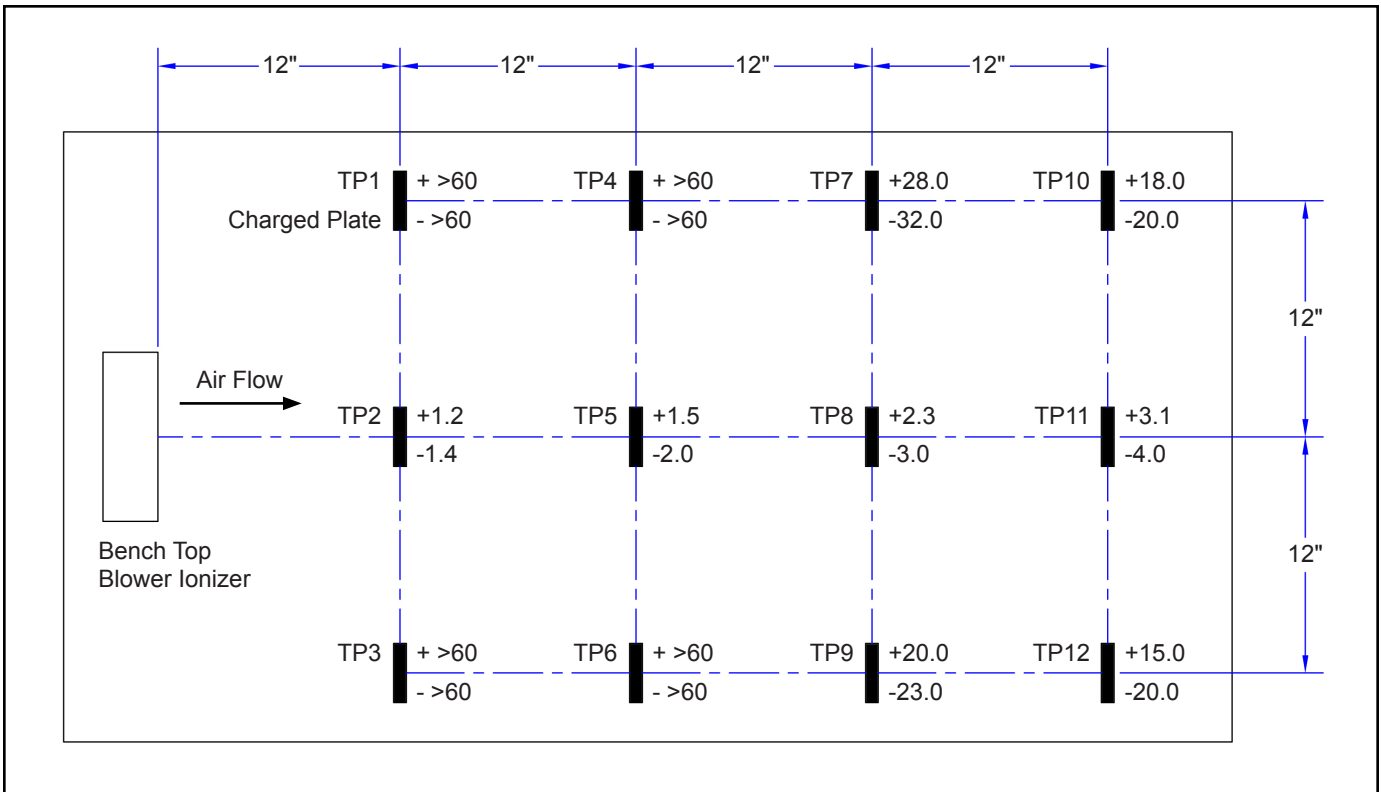 12" 12" 12" 12"
TP1 + >60 TP4 + >60 TP7 +28.0 TP10 +18.0
Charged Plate - >60 - >60 -32.0 -20.0
12"
Air Flow
TP2 +1.2 TP5 +1.5 TP8 +2.3 TP11 +3.1
-1.4 -2.0 -3.0 -4.0
Bench Top
Blower Ionizer
12"
TP3 + >60 TP6 + >60 TP9 +20.0 TP12 +15.0
- >60 - >60 -23.0 -20.0